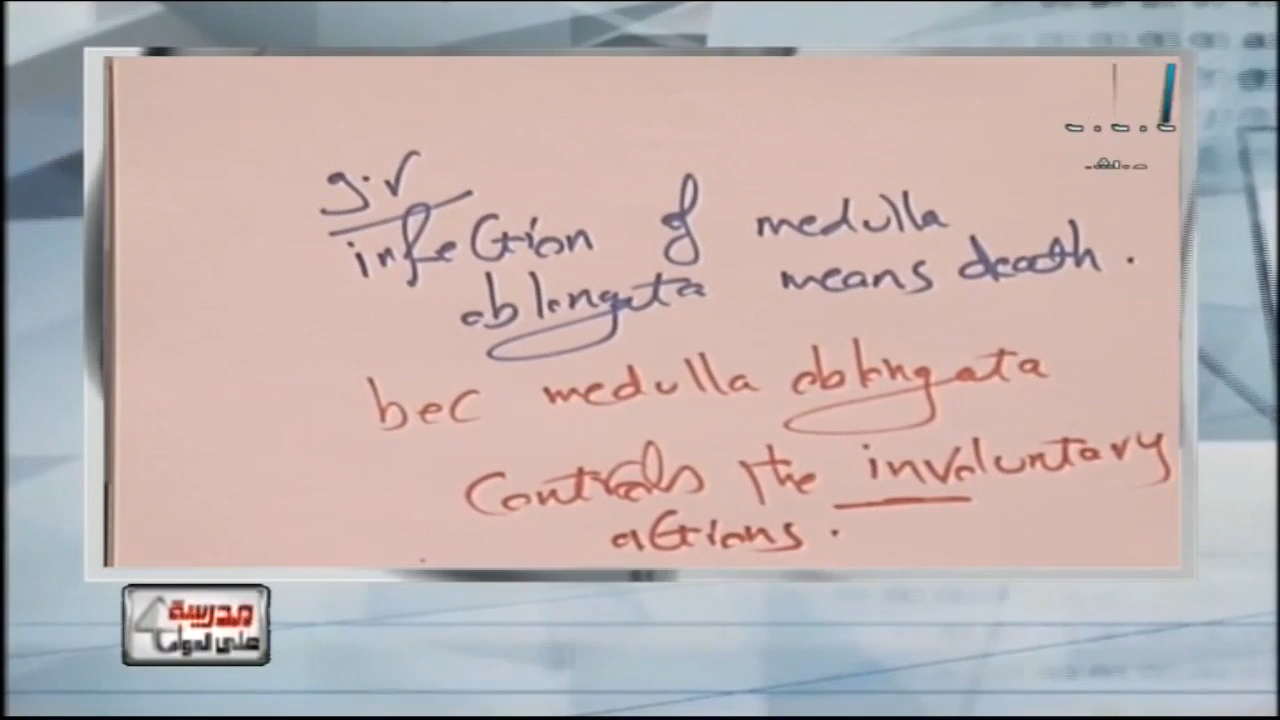 g.r
infection of medulla
oblongata means death.
bec medulla oblongata
Controls the involuntary
actions.
مدرسة
على الهواء